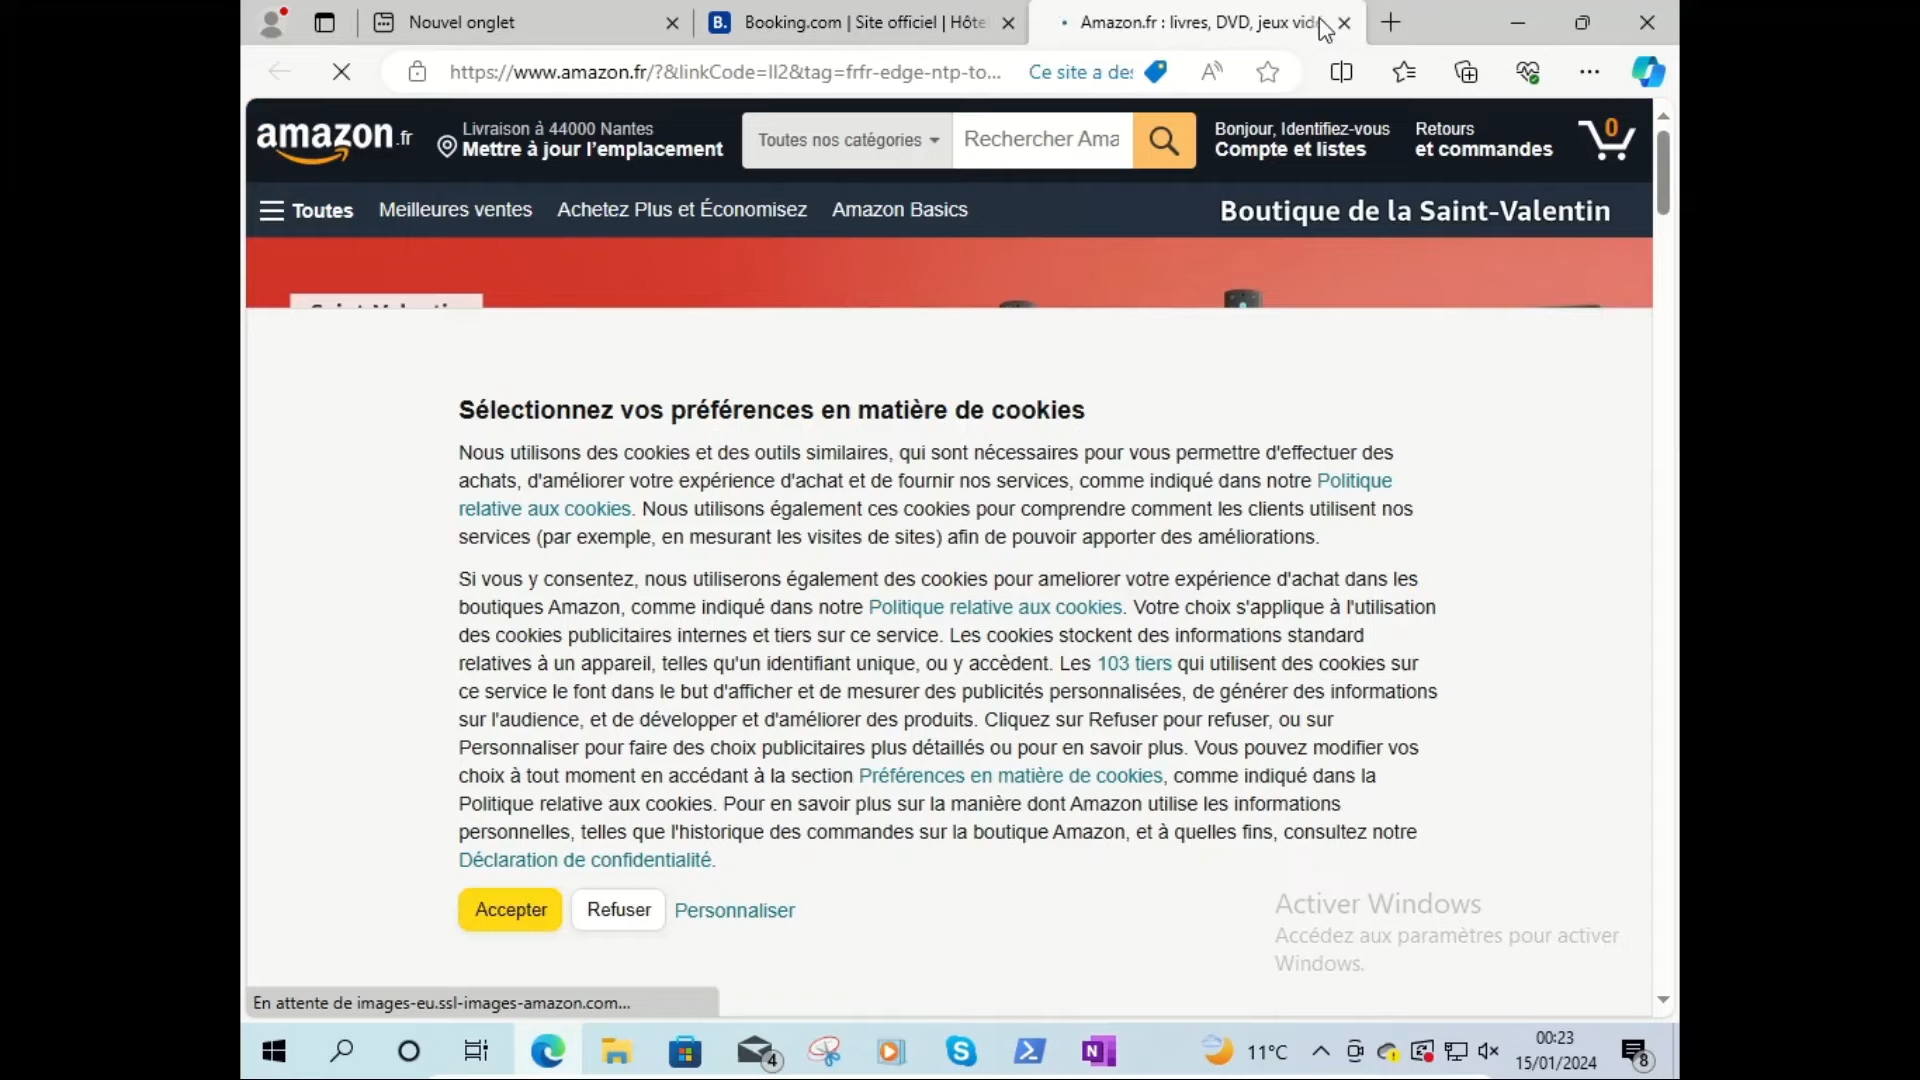 Nouvel onglet
Booking.com | Site officiel | Hôte
Amazon.fr : livres, DVD, jeux vid
https://www.amazon.fr/?&linkCode=ll2&tag=frfr-edge-ntp-to...
Ce site a des
amazon.fr
Livraison à 44000 Nantes
Mettre à jour l’emplacement
Toutes nos catégories
Rechercher Ama
Bonjour, Identifiez-vous
Compte et listes
Retours
et commandes
0
Toutes
Meilleures ventes
Achetez Plus et Économisez
Amazon Basics
Boutique de la Saint-Valentin
Sélectionnez vos préférences en matière de cookies
Nous utilisons des cookies et des outils similaires, qui sont nécessaires pour vous permettre d'effectuer des
achats, d'améliorer votre expérience d'achat et de fournir nos services, comme indiqué dans notre Politique
relative aux cookies. Nous utilisons également ces cookies pour comprendre comment les clients utilisent nos
services (par exemple, en mesurant les visites de sites) afin de pouvoir apporter des améliorations.
Si vous y consentez, nous utiliserons également des cookies pour ameliorer votre expérience d'achat dans les
boutiques Amazon, comme indiqué dans notre Politique relative aux cookies. Votre choix s'applique à l'utilisation
des cookies publicitaires internes et tiers sur ce service. Les cookies stockent des informations standard
relatives à un appareil, telles qu'un identifiant unique, ou y accèdent. Les 103 tiers qui utilisent des cookies sur
ce service le font dans le but d'afficher et de mesurer des publicités personnalisées, de générer des informations
sur l'audience, et de développer et d'améliorer des produits. Cliquez sur Refuser pour refuser, ou sur
Personnaliser pour faire des choix publicitaires plus détaillés ou pour en savoir plus. Vous pouvez modifier vos
choix à tout moment en accédant à la section Préférences en matière de cookies, comme indiqué dans la
Politique relative aux cookies. Pour en savoir plus sur la manière dont Amazon utilise les informations
personnelles, telles que l'historique des commandes sur la boutique Amazon, et à quelles fins, consultez notre
Déclaration de confidentialité.
Accepter
Refuser
Personnaliser
Activer Windows
Accédez aux paramètres pour activer
Windows.
En attente de images-eu.ssl-images-amazon.com...
4
11°C
00:23
15/01/2024
8